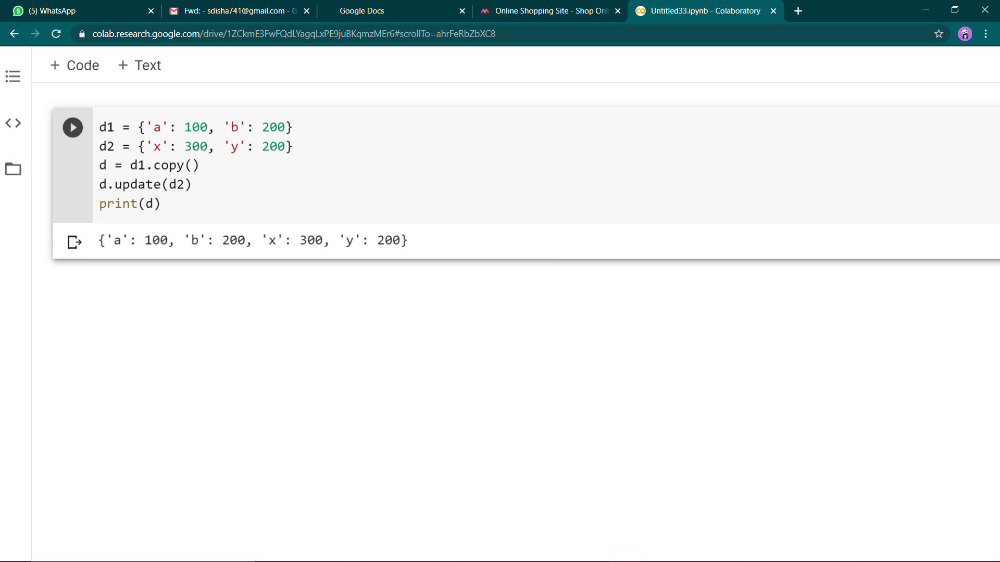 (5) WhatsApp
Fwd: - sdisha741@gmail.com - G
Google Docs
Online Shopping Site - Shop Onli
Untitled33.ipynb - Colaboratory
colab.research.google.com/drive/1ZCkmE3FwFQdLYagqLxPE9juBKqmzMEr6#scrollTo=ahrFeRbZbXC8
+ Code + Text
d1 = {'a': 100, 'b': 200}
d2 = {'x': 300, 'y': 200}
d = d1.copy()
d.update(d2)
print(d)
{'a': 100, 'b': 200, 'x': 300, 'y': 200}